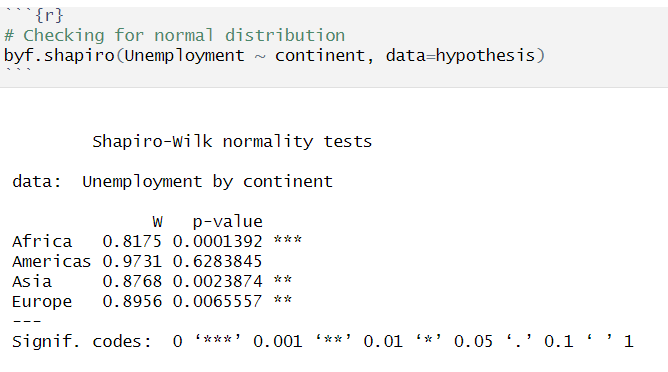 ```{r}
# Checking for normal distribution
byf.shapiro(Unemployment ~ continent, data=hypothesis)
```
Shapiro-Wilk normality tests
data:  Unemployment by continent
W   p-value
Africa   0.8175 0.0001392 ***
Americas 0.9731 0.6283845
Asia     0.8768 0.0023874 **
Europe   0.8956 0.0065557 **
---
Signif. codes:  0 ‘***’ 0.001 ‘**’ 0.01 ‘*’ 0.05 ‘.’ 0.1 ‘ ’ 1